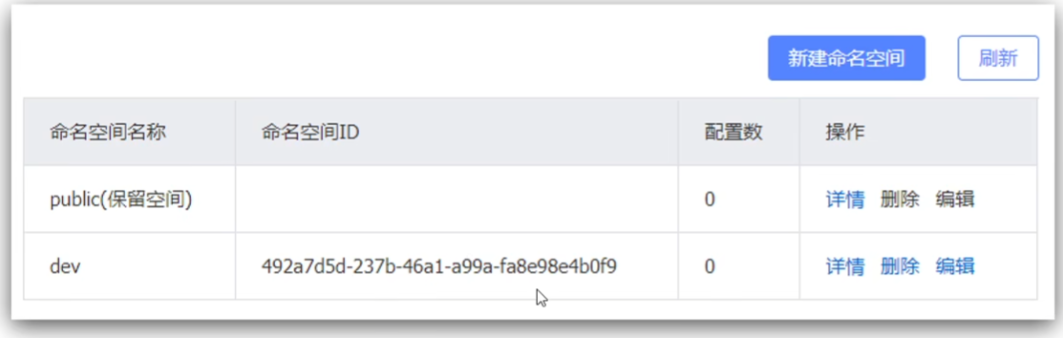 新建命名空间 刷新
命名空间名称 命名空间ID 配置数 操作
public(保留空间) 0 详情 删除 编辑
dev 492a7d5d-237b-46a1-a99a-fa8e98e4b0f9 0 详情 删除 编辑